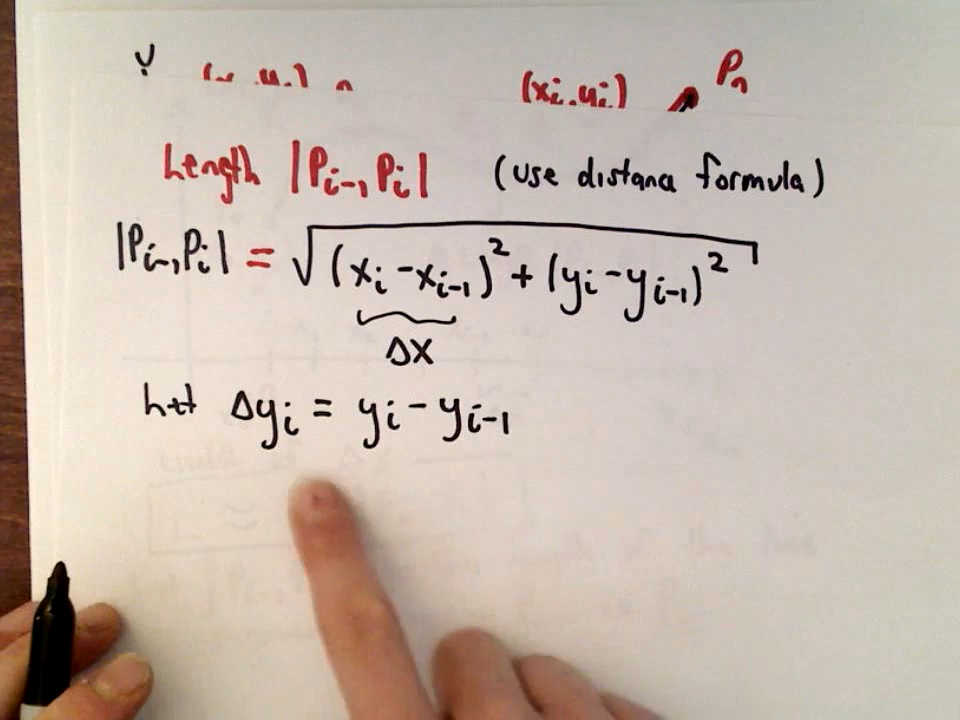 y (xi,yi) Pn
Length |Pi-1, Pi| (use distance formula)
|Pi-1, Pi| = √(xi - xi-1)² + (yi - yi-1)²
Δx
Let Δyi = yi - yi-1